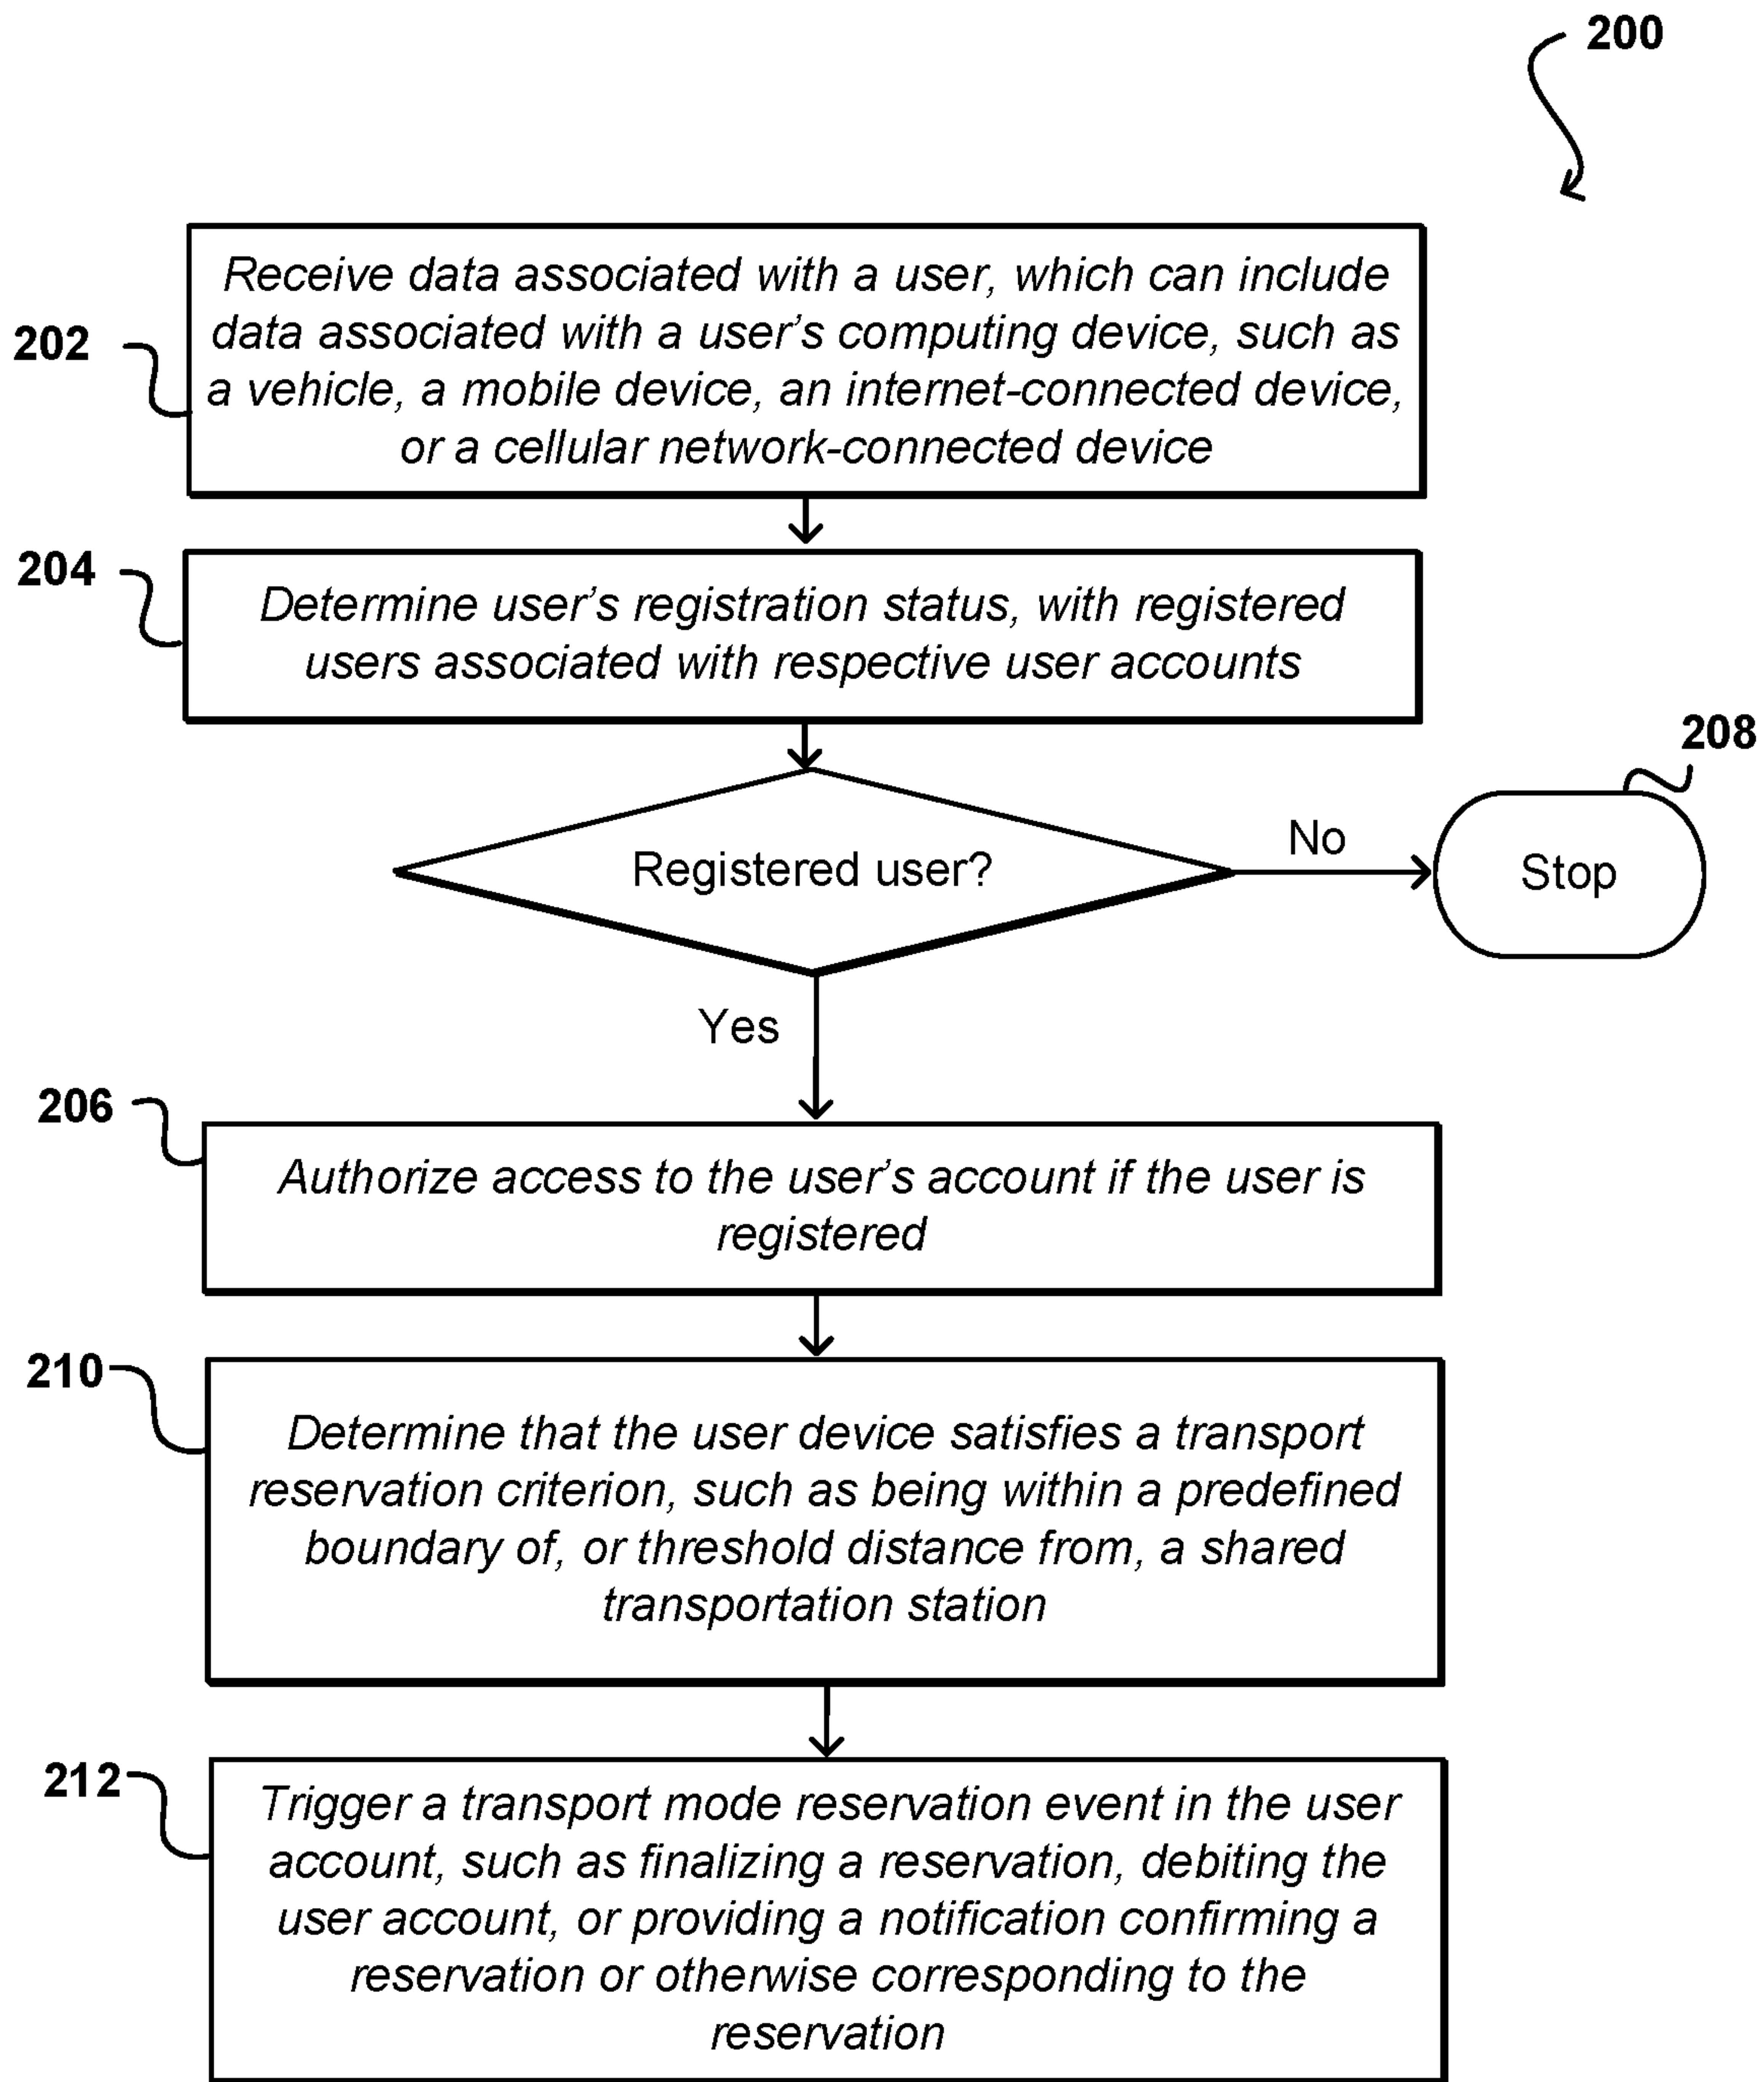 200
202
Receive data associated with a user, which can include
data associated with a user’s computing device, such as
a vehicle, a mobile device, an internet-connected device,
or a cellular network-connected device
204
Determine user’s registration status, with registered
users associated with respective user accounts
208
Registered user?
No
Stop
Yes
206
Authorize access to the user’s account if the user is
registered
210
Determine that the user device satisfies a transport
reservation criterion, such as being within a predefined
boundary of, or threshold distance from, a shared
transportation station
212
Trigger a transport mode reservation event in the user
account, such as finalizing a reservation, debiting the
user account, or providing a notification confirming a
reservation or otherwise corresponding to the
reservation